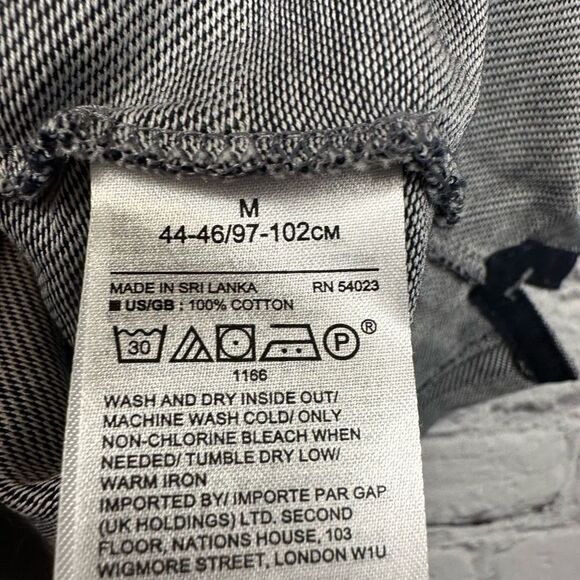 M
44-46/97-102CM
MADE IN SRI LANKA RN 54023
US/GB : 100% COTTON
30 P ®
1166
WASH AND DRY INSIDE OUT/
MACHINE WASH COLD/ ONLY
NON-CHLORINE BLEACH WHEN
NEEDED/ TUMBLE DRY LOW/
WARM IRON
IMPORTED BY/ IMPORTE PAR GAP
(UK HOLDINGS) LTD. SECOND
FLOOR, NATIONS HOUSE, 103
WIGMORE STREET, LONDON W1U